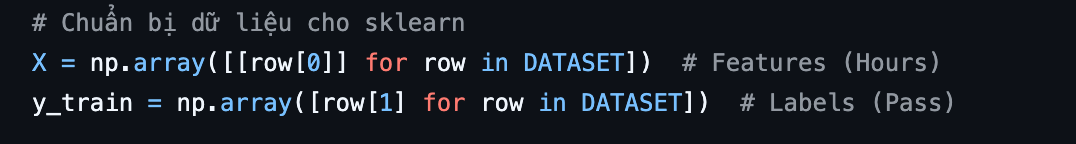 # Chuẩn bị dữ liệu cho sklearn
X = np.array([[row[0]] for row in DATASET])  # Features (Hours)
y_train = np.array([row[1] for row in DATASET])  # Labels (Pass)